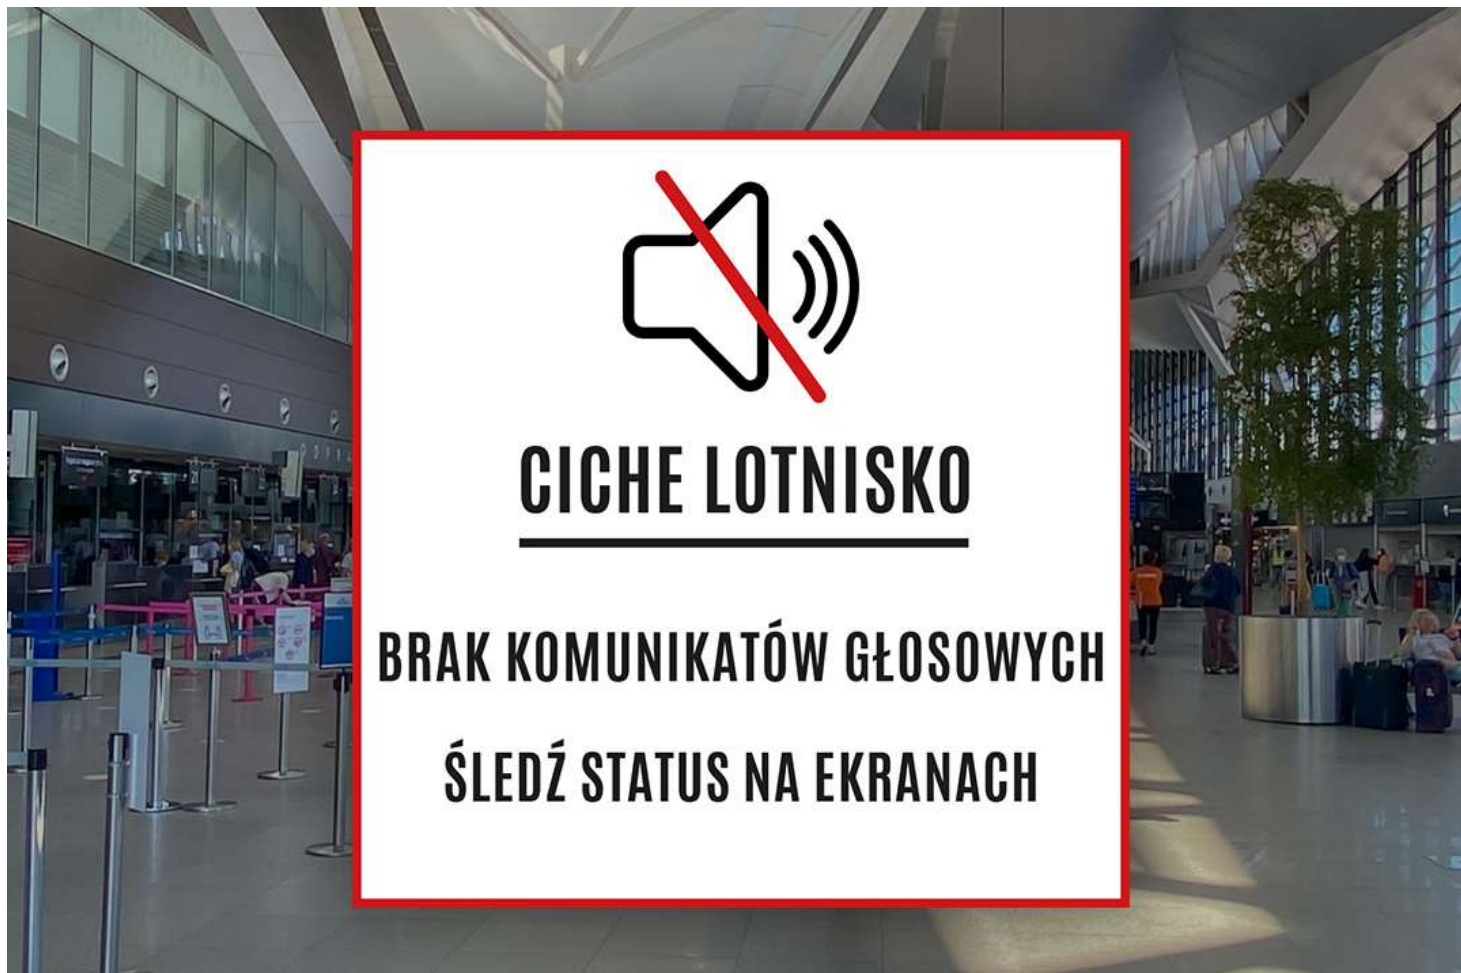 CICHE LOTNISKO
BRAK KOMUNIKATÓW GŁOSOWYCH
ŚLEDŹ STATUS NA EKRANACH